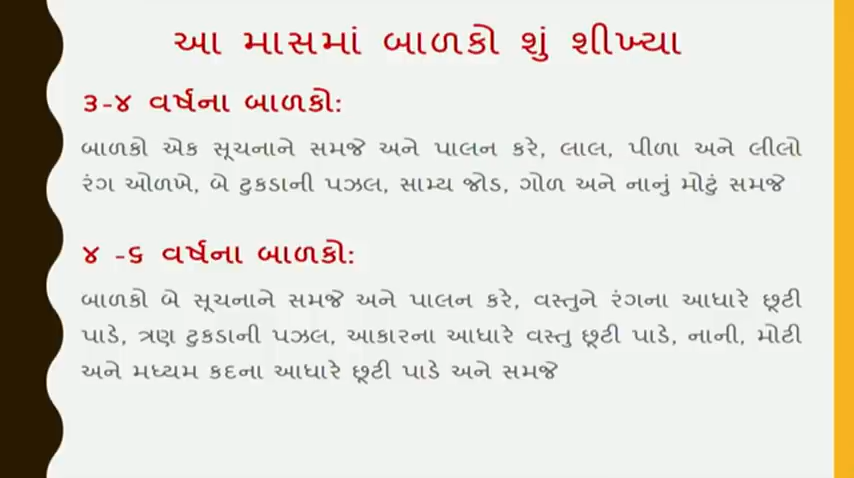 આ માસમાં બાળકો શું શીખ્યા
૩-૪ વર્ષના બાળકો:
બાળકો એક સૂચનાને સમજે અને પાલન કરે, લાલ, પીળા અને લીલો
રંગ ઓળખે, બે ટુકડાની પઝલ, સામ્ય જોડ, ગોળ અને નાનું મોટું સમજે
૪ -૬ વર્ષના બાળકો:
બાળકો બે સૂચનાને સમજે અને પાલન કરે, વસ્તુને રંગના આધારે છૂટી
પાડે, ત્રણ ટુકડાની પઝલ, આકારના આધારે વસ્તુ છૂટી પાડે, નાની, મોટી
અને મધ્યમ કદના આધારે છૂટી પાડે અને સમજે